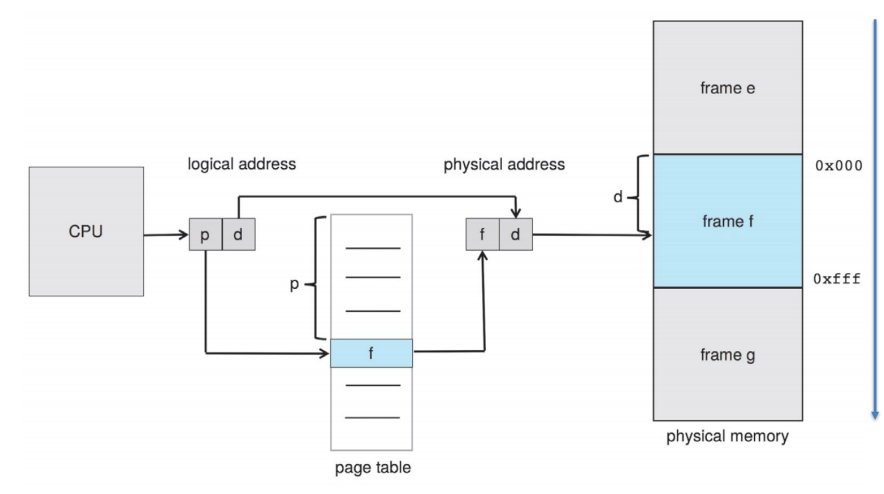 frame e
logical address
physical address
0x000
d
CPU
p d
f d
frame f
p
0xfff
f
frame g
physical memory
page table